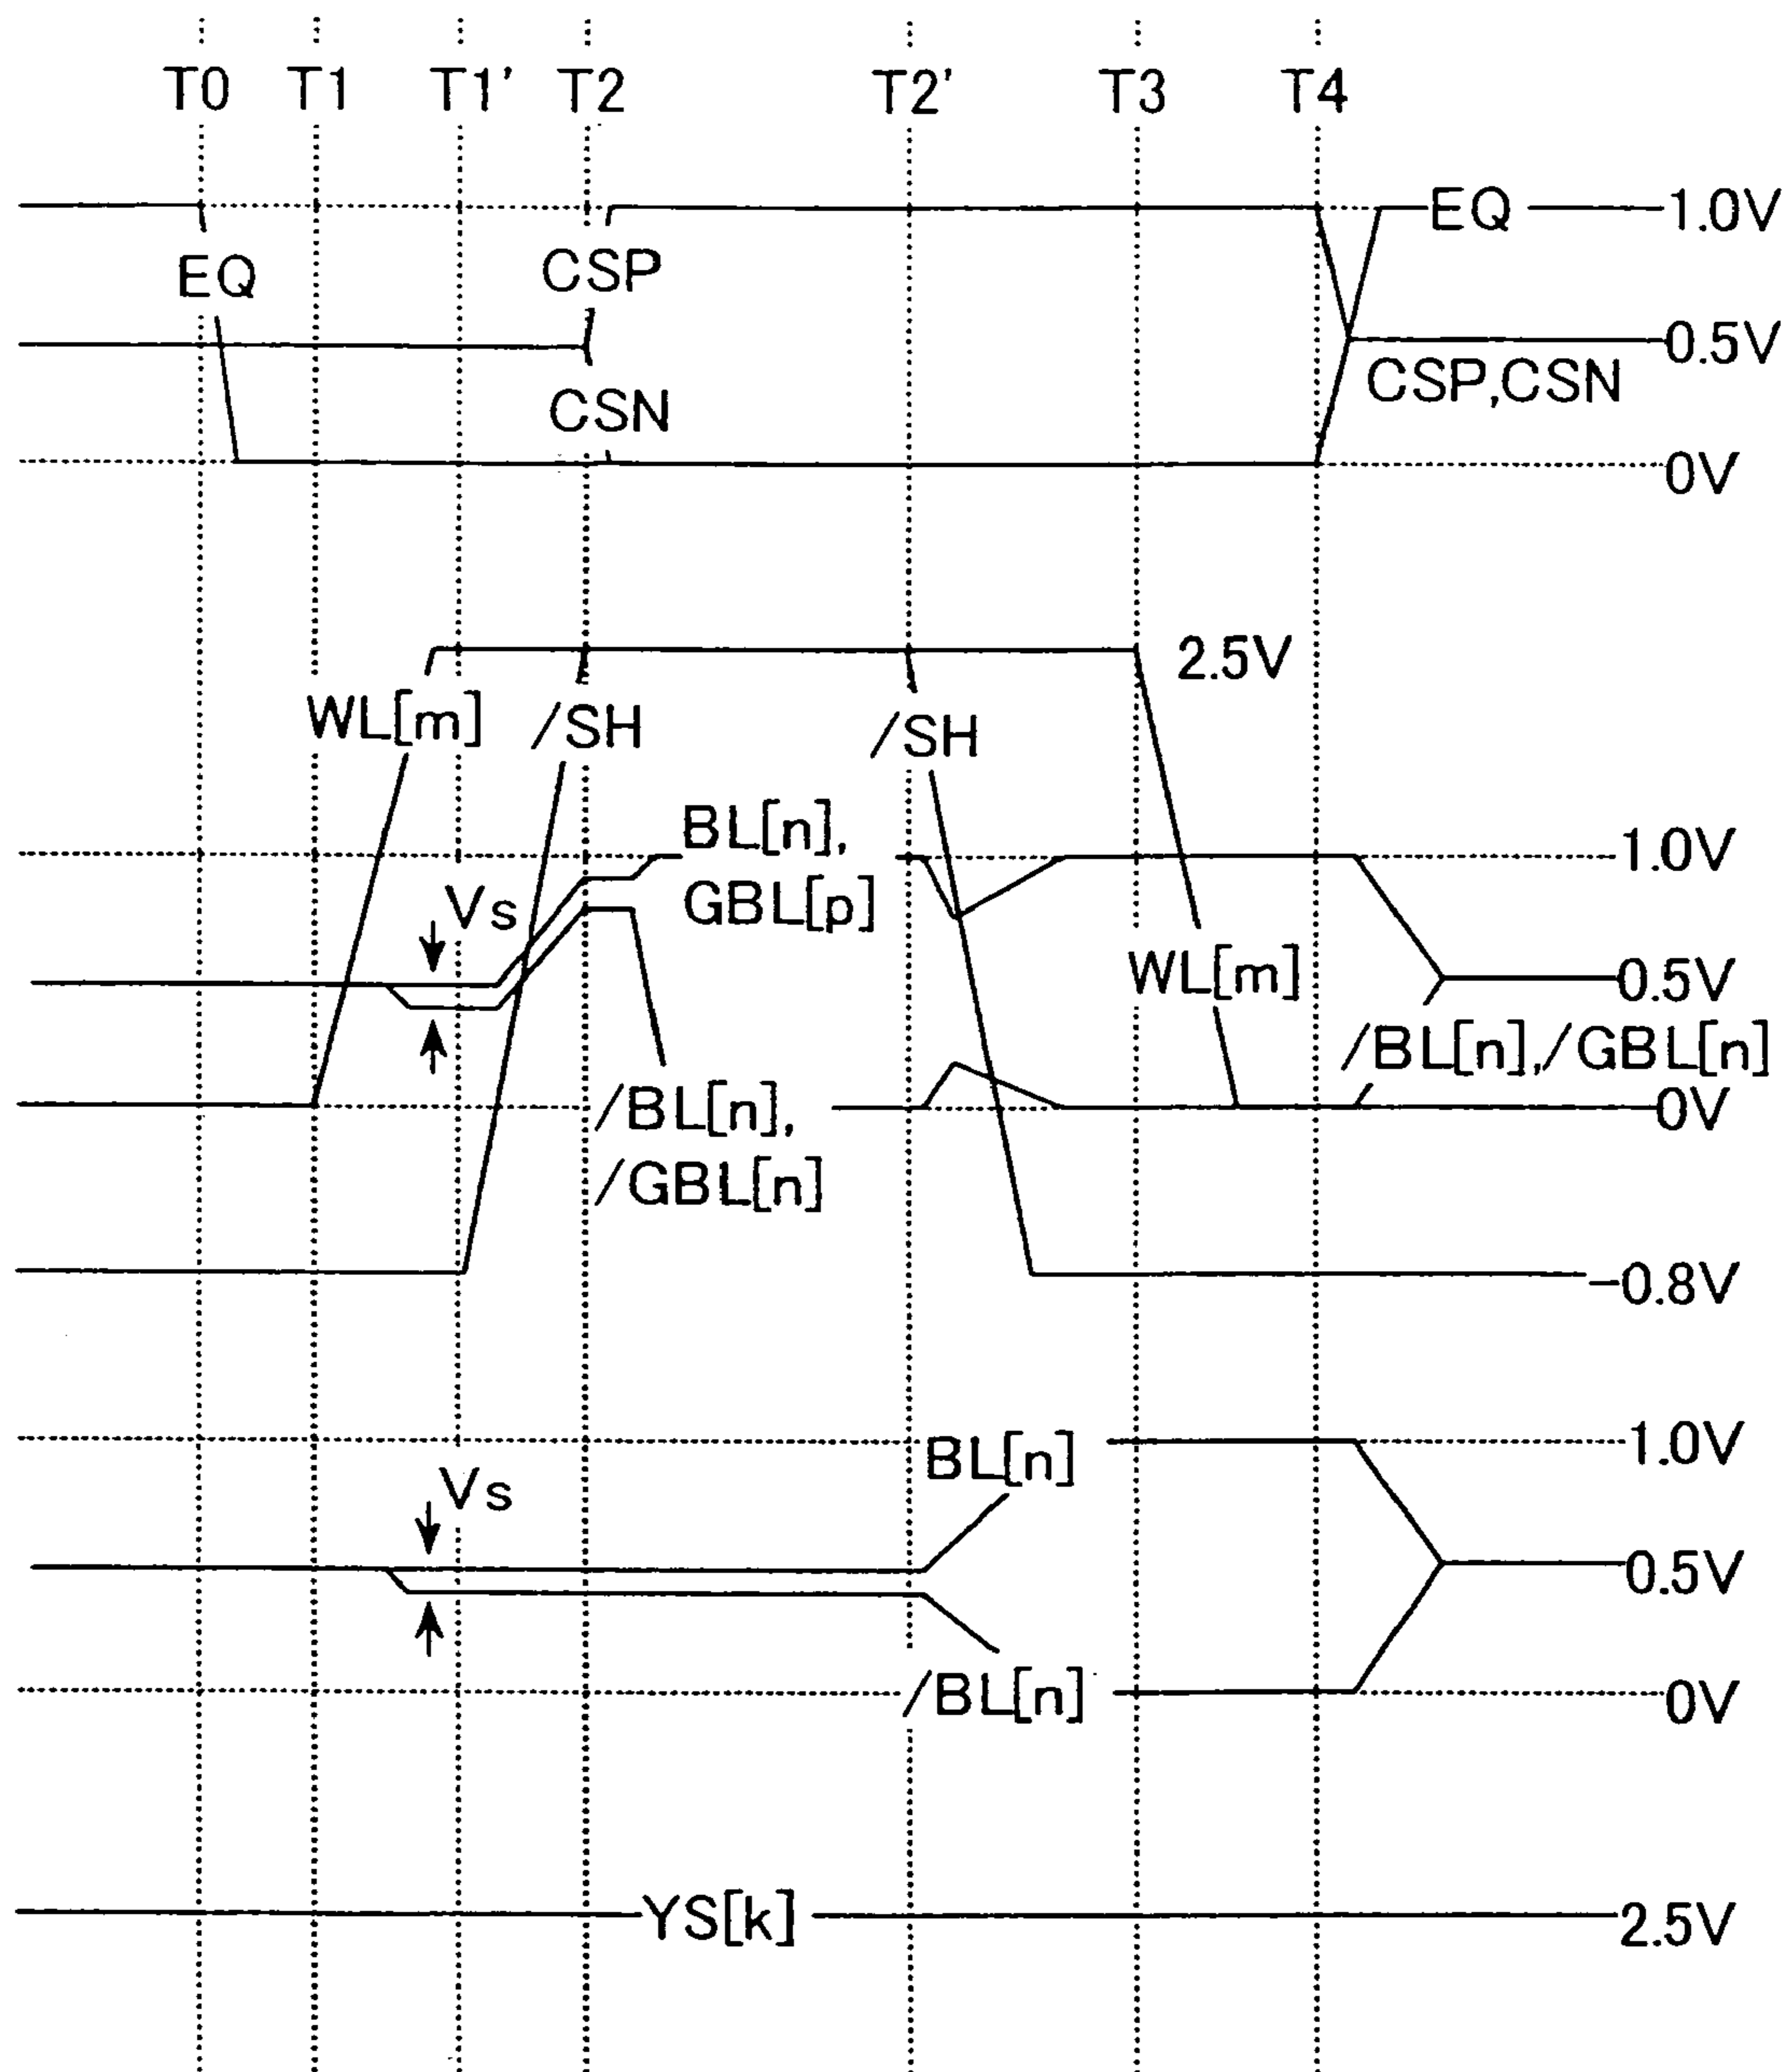 T0 T1 T1' T2 T2' T3 T4
EQ 1.0V
EQ CSP
0.5V
CSP,CSN
CSN
0V
2.5V
WL[m] /SH /SH
BL[n],
GBL[p]
1.0V
Vs
WL[m] 0.5V
/BL[n],/GBL[n]
/BL[n],
/GBL[n]
0V
-0.8V
BL[n] 1.0V
Vs
0.5V
/BL[n] 0V
YS[k] 2.5V